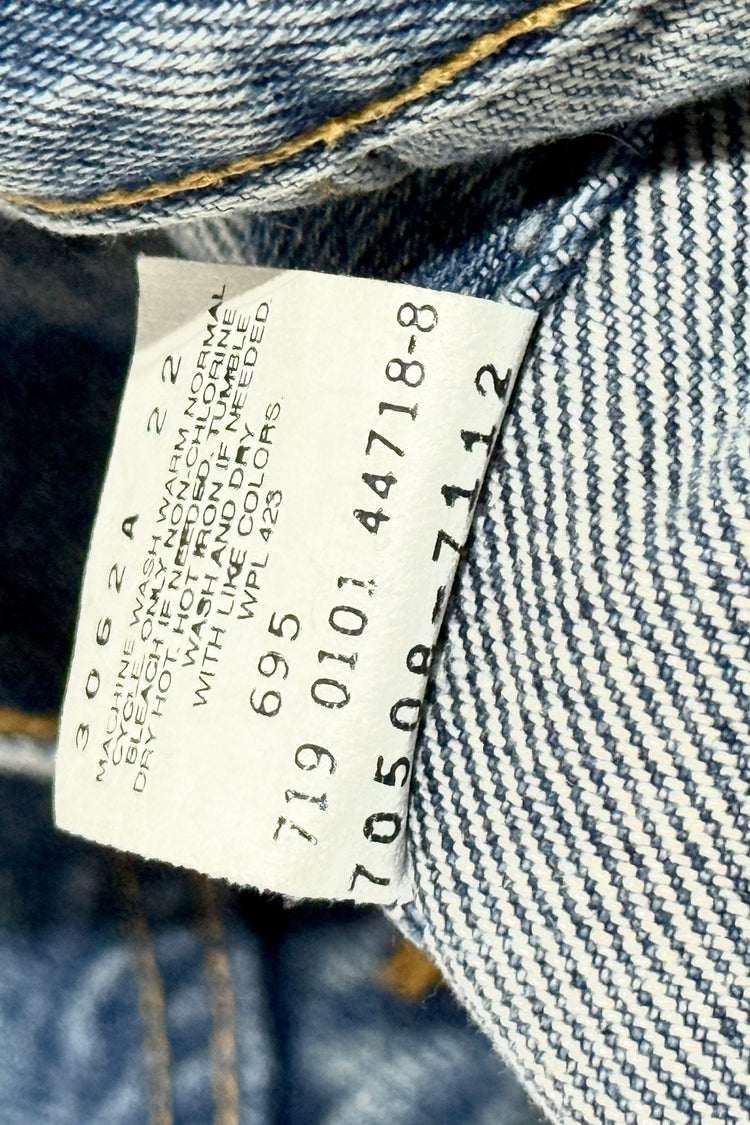 3062A 22
MACHINE WASH WARM NORMAL
CYCLE. ONLY NON-CHLORINE
BLEACH IF NEEDED. TUMBLE
DRY HOT. HOT IRON IF NEEDED.
WASH AND DRY
WITH LIKE COLORS.
WPL 423
695
719 0101 44718-8
70508-7112